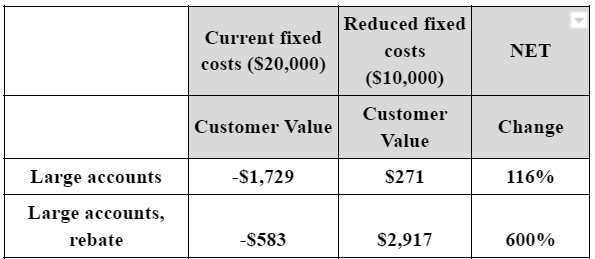 Current fixed costs ($20,000)
Reduced fixed costs ($10,000)
NET
Customer Value
Customer Value
Change
Large accounts
-$1,729
$271
116%
Large accounts, rebate
-$583
$2,917
600%